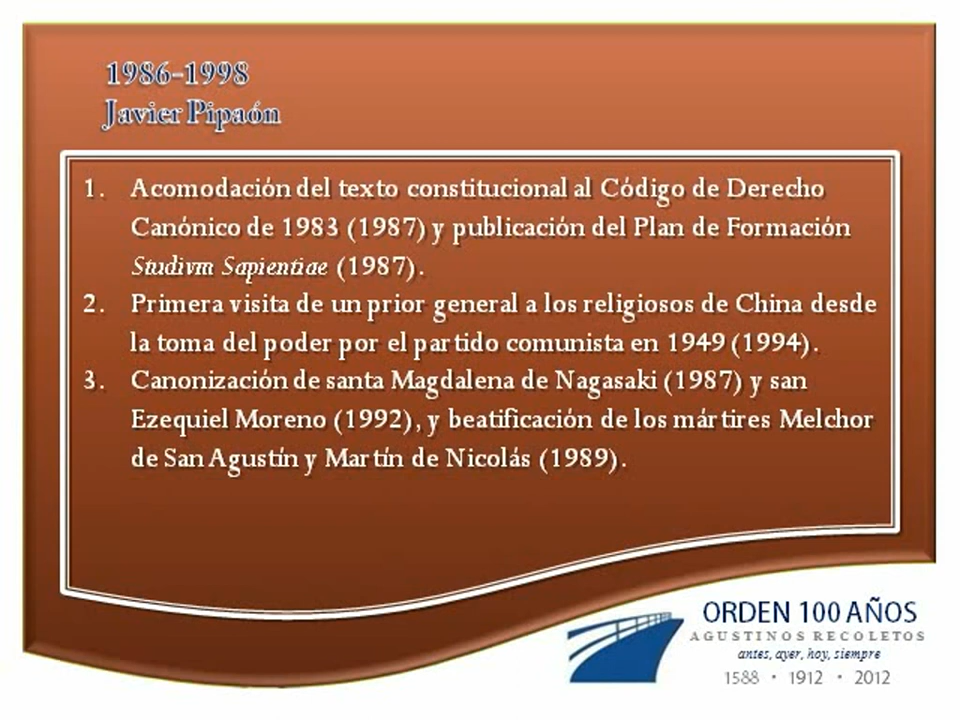 1986-1998
Javier Pipaón
1. Acomodación del texto constitucional al Código de Derecho
Canónico de 1983 (1987) y publicación del Plan de Formación
Studivm Sapientiae (1987).
2. Primera visita de un prior general a los religiosos de China desde
la toma del poder por el partido comunista en 1949 (1994).
3. Canonización de santa Magdalena de Nagasaki (1987) y san
Ezequiel Moreno (1992), y beatificación de los mártires Melchor
de San Agustín y Martín de Nicolás (1989).
ORDEN 100 AÑOS
AGUSTINOS RECOLETOS
antes, ayer, hoy, siempre
1588 • 1912 • 2012